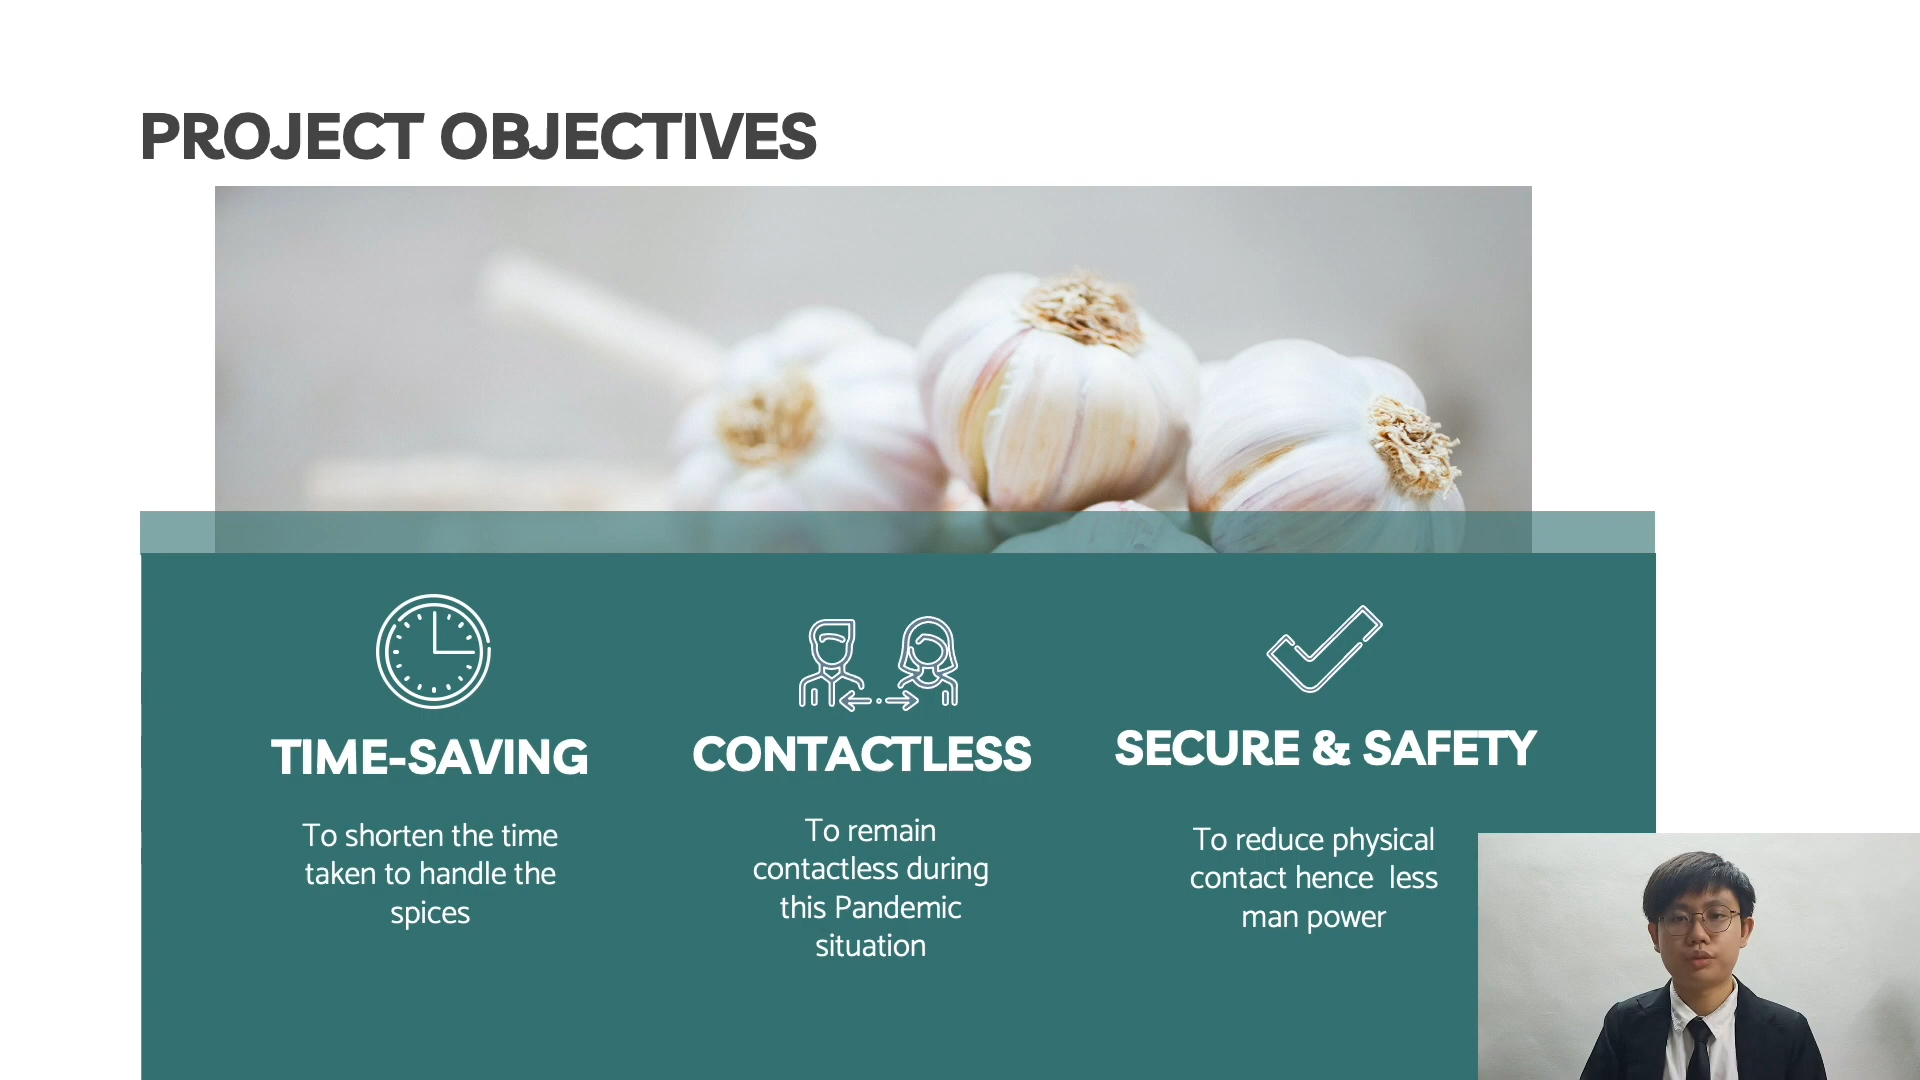 PROJECT OBJECTIVES
TIME-SAVING
To shorten the time
taken to handle the
spices
CONTACTLESS
To remain
contactless during
this Pandemic
situation
SECURE & SAFETY
To reduce physical
contact hence  less
man power